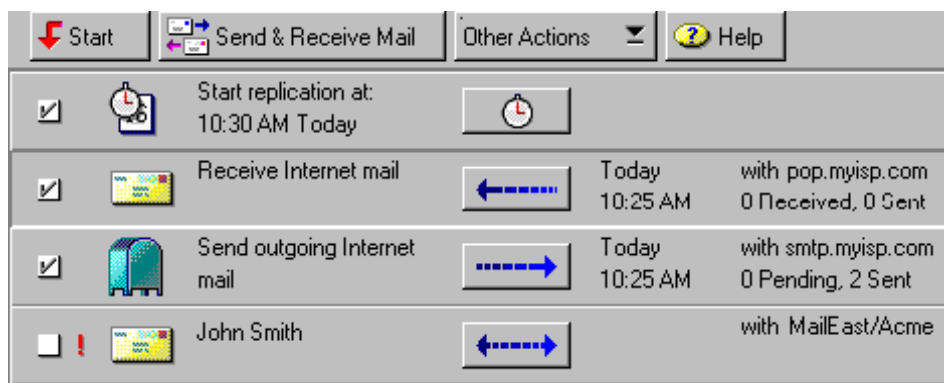 Start Send & Receive Mail Other Actions Help
Start replication at:
10:30 AM Today
Receive Internet mail Today with pop.myisp.com
10:25 AM 0 Received, 0 Sent
Send outgoing Internet Today with smtp.myisp.com
mail 10:25 AM 0 Pending, 2 Sent
John Smith with MailEast/Acme